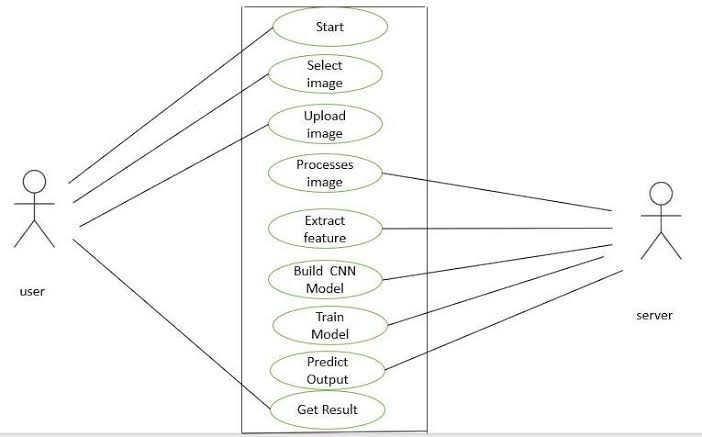 Start
Select
image
Upload
image
Processes
image
Extract
feature
Build CNN
Model
Train
Model
Predict
Output
Get Result
user
server